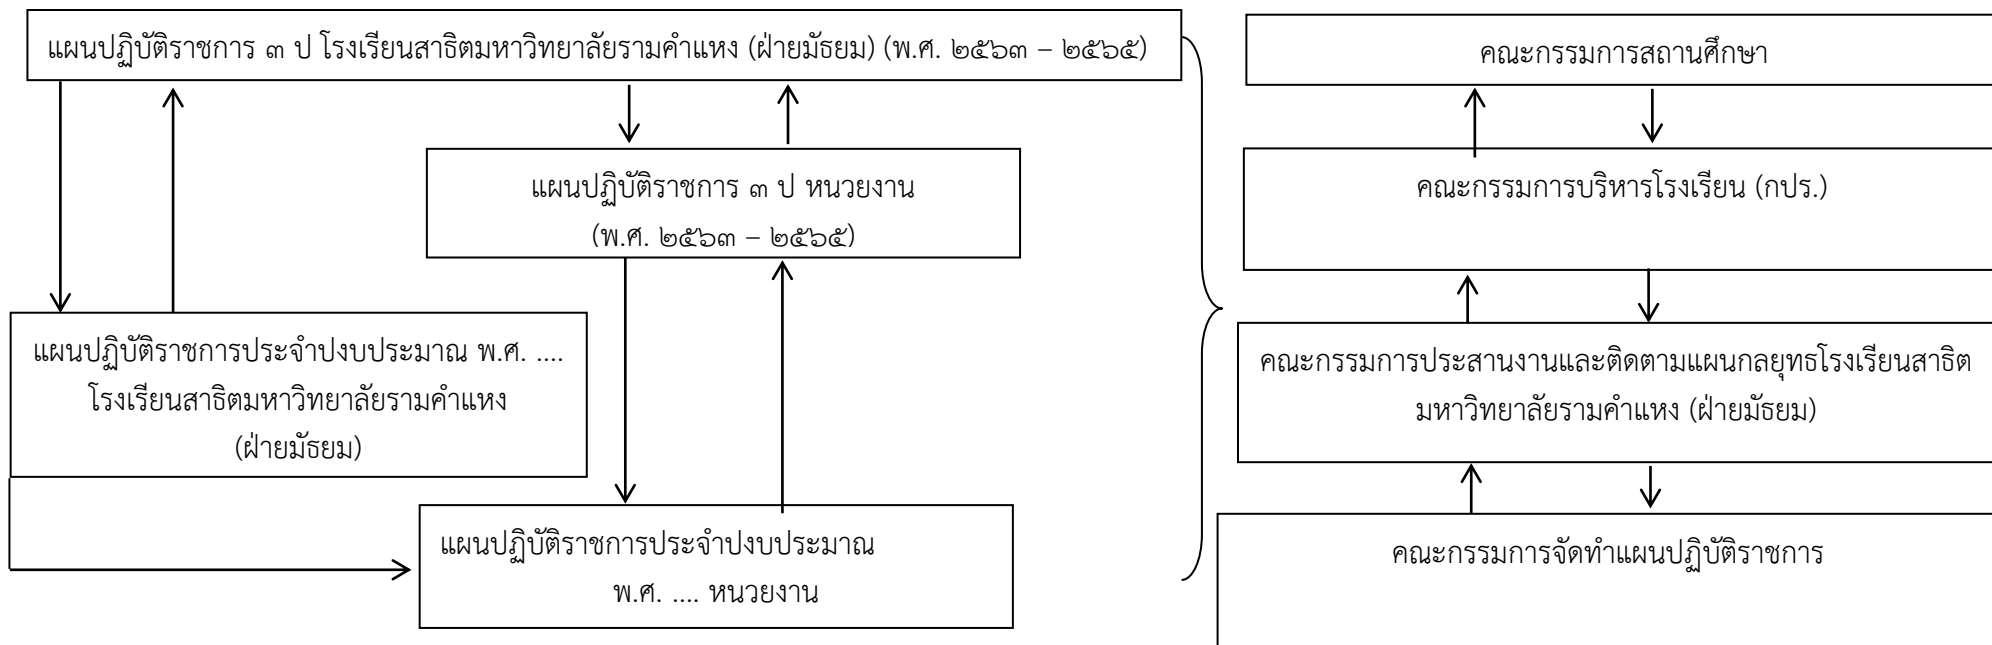 แผนปฏิบัติราชการ ๓ ป โรงเรียนสาธิตมหาวิทยาลัยรามคำแหง (ฝ่ายมัธยม) (พ.ศ. ๒๕๖๓ – ๒๕๖๕)
แผนปฏิบัติราชการ ๓ ป หนวยงาน
(พ.ศ. ๒๕๖๓ – ๒๕๖๕)
แผนปฏิบัติราชการประจำปงบประมาณ พ.ศ. ....
โรงเรียนสาธิตมหาวิทยาลัยรามคำแหง
(ฝ่ายมัธยม)
แผนปฏิบัติราชการประจำปงบประมาณ
พ.ศ. .... หนวยงาน
คณะกรรมการสถานศึกษา
คณะกรรมการบริหารโรงเรียน (กปร.)
คณะกรรมการประสานงานและติดตามแผนกลยุทธโรงเรียนสาธิต
มหาวิทยาลัยรามคำแหง (ฝ่ายมัธยม)
คณะกรรมการจัดทำแผนปฏิบัติราชการ